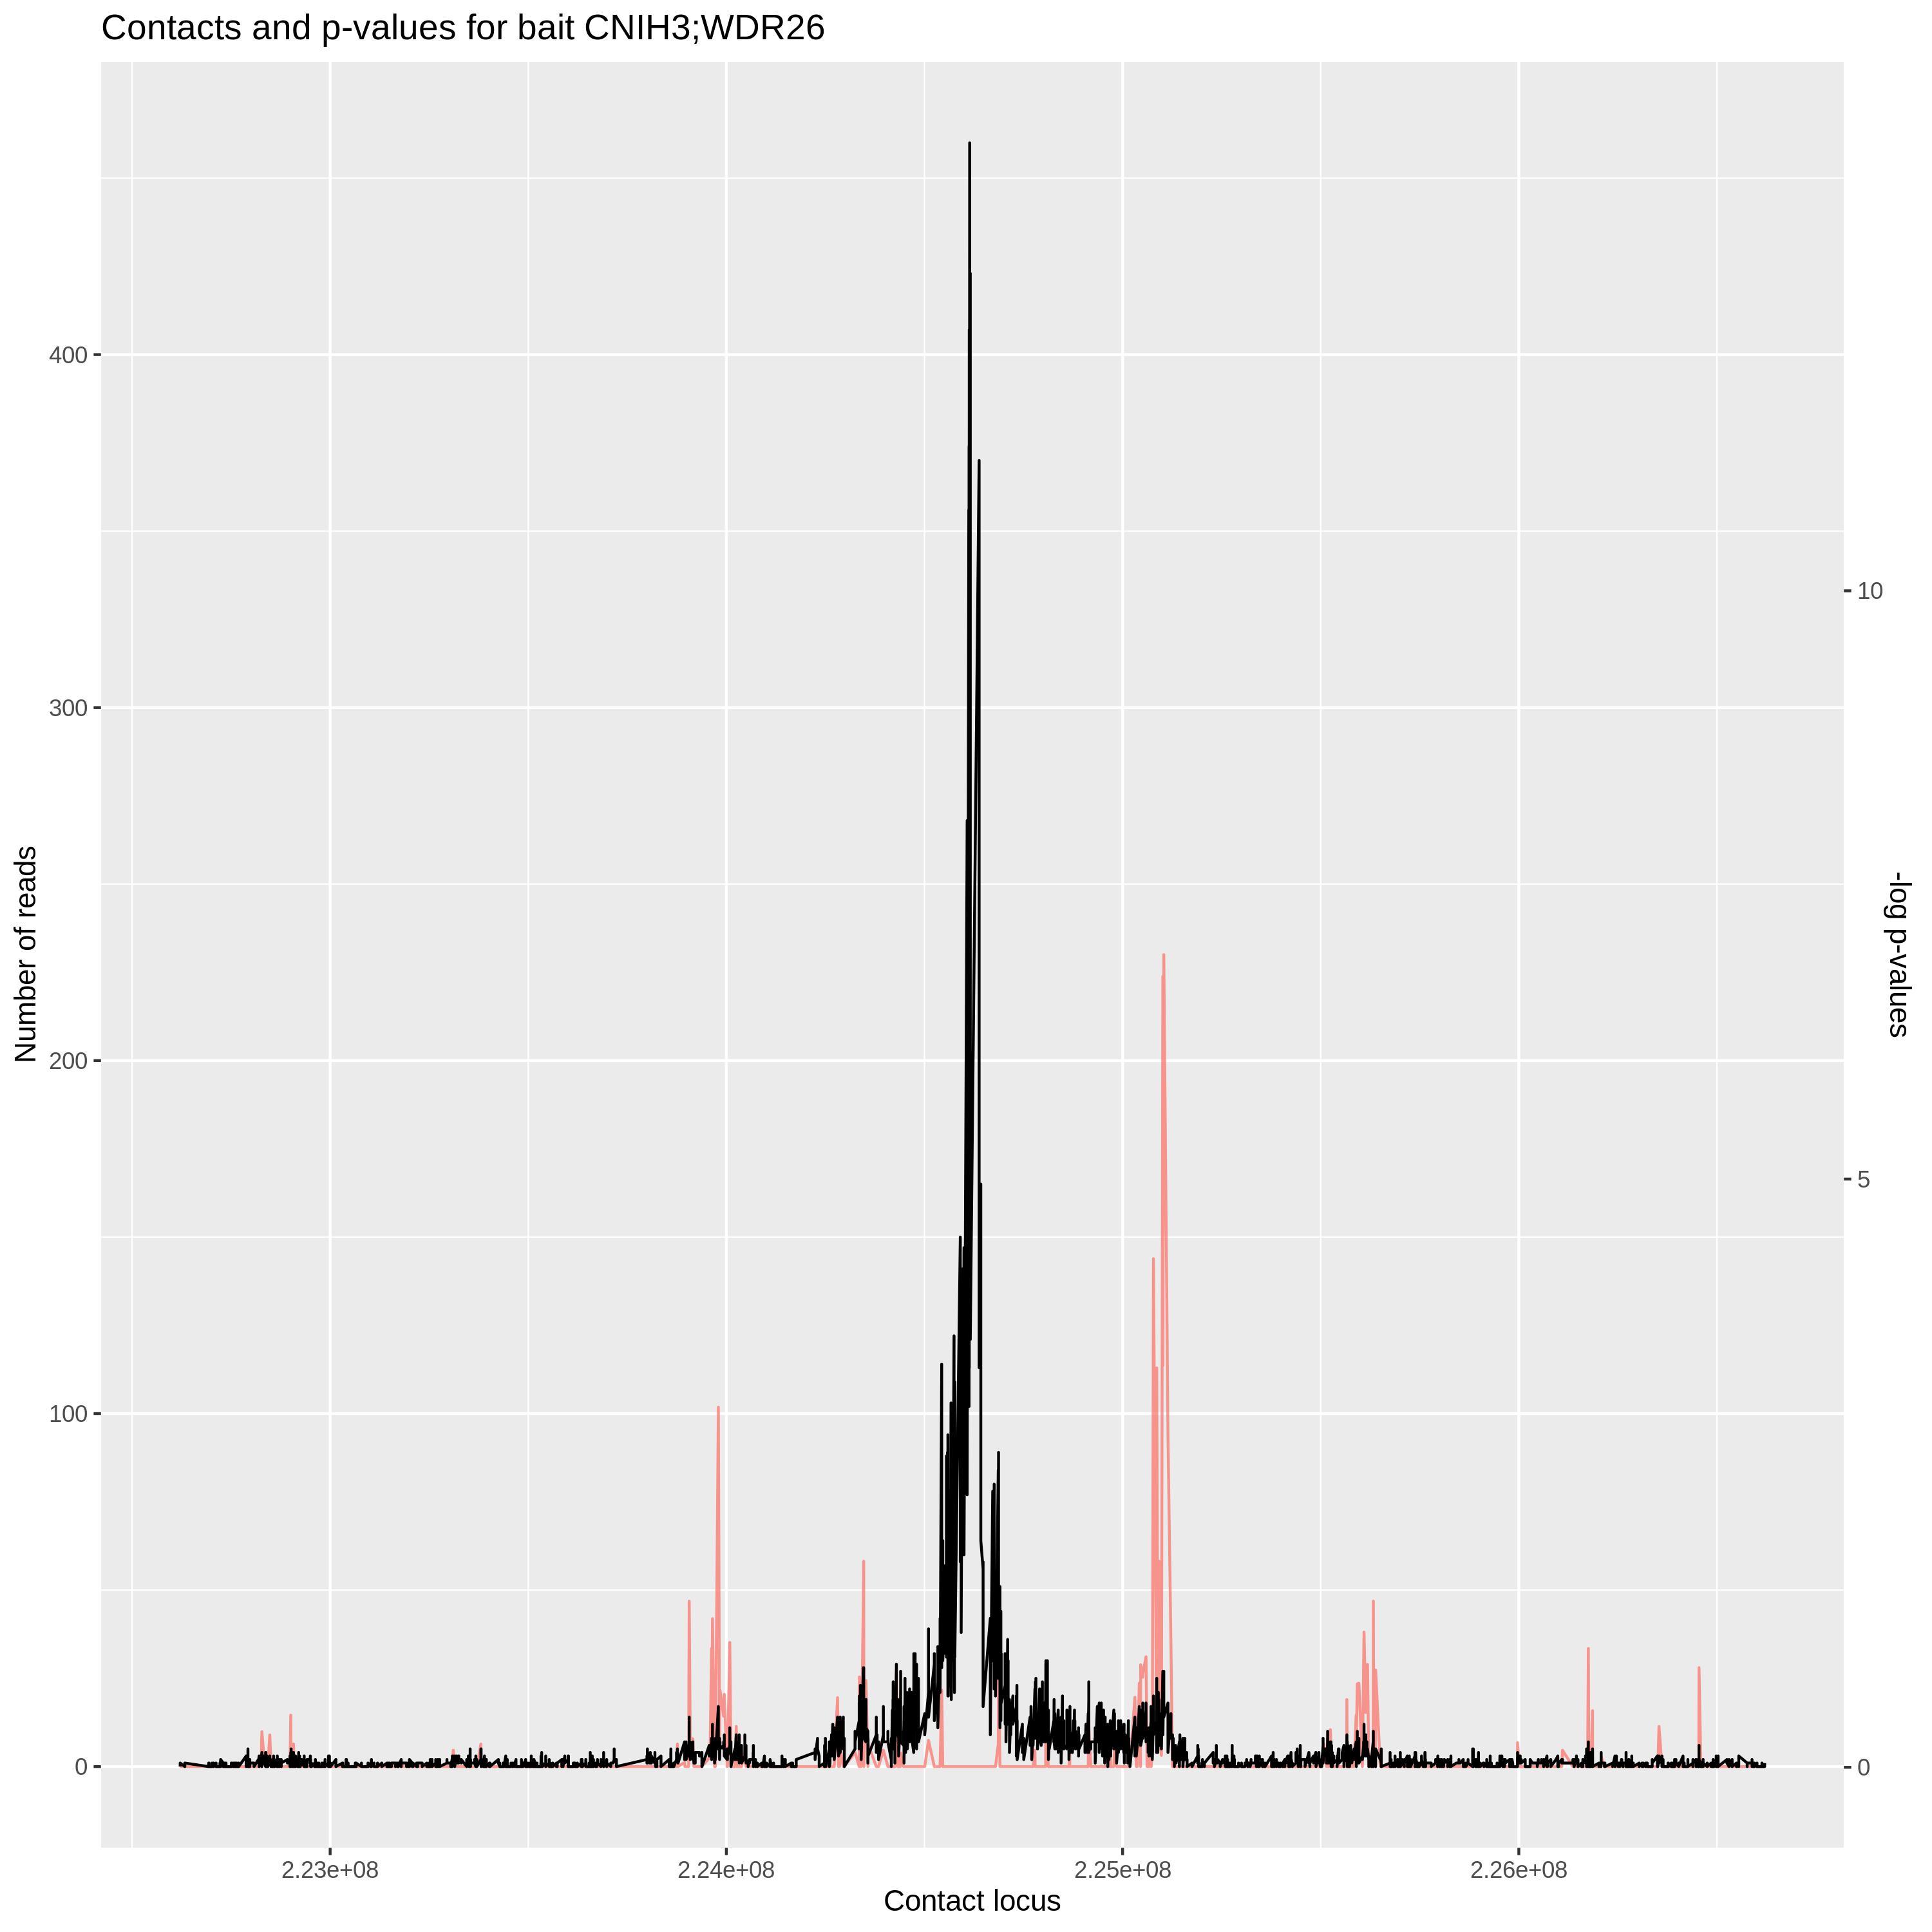 Contacts and p-values for bait CNIH3;WDR26
400
300
200
100
0
Number of reads
10
5
0
-log p-values
2.23e+08
2.24e+08
2.25e+08
2.26e+08
Contact locus